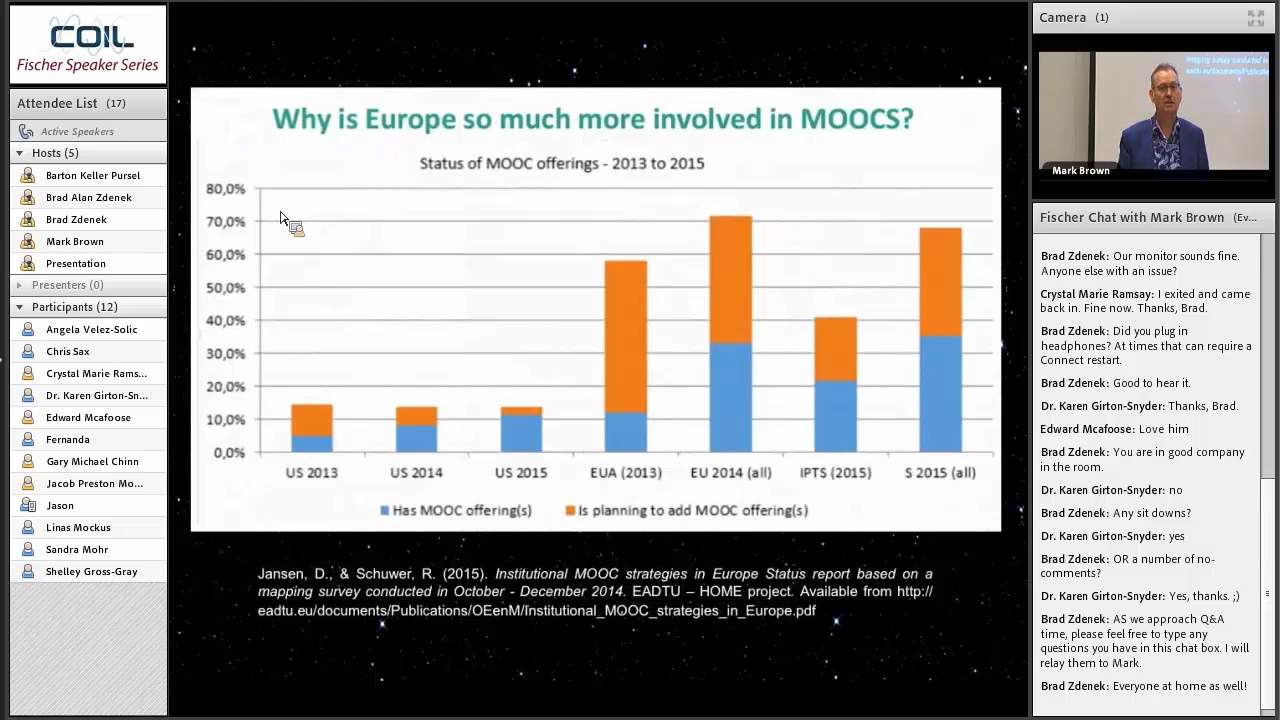 COIL
Fischer Speaker Series
Attendee List (17)
Active Speakers
Hosts (5)
Barton Keller Pursel
Brad Alan Zdenek
Brad Zdenek
Mark Brown
Presentation
Presenters (0)
Participants (12)
Angela Velez-Solic
Chris Sax
Crystal Marie Rams...
Dr. Karen Girton-Sn...
Edward Mcafoose
Fernanda
Gary Michael Chinn
Jacob Preston Mo...
Jason
Linas Mockus
Sandra Mohr
Shelley Gross-Gray
Why is Europe so much more involved in MOOCS?
Status of MOOC offerings - 2013 to 2015
80,0%
70,0%
60,0%
50,0%
40,0%
30,0%
20,0%
10,0%
0,0%
US 2013 US 2014 US 2015 EUA (2013) EU 2014 (all) IPTS (2015) S 2015 (all)
Has MOOC offering(s) Is planning to add MOOC offering(s)
Jansen, D., & Schuwer, R. (2015). Institutional MOOC strategies in Europe Status report based on a
mapping survey conducted in October - December 2014. EADTU – HOME project. Available from http://
eadtu.eu/documents/Publications/OEenM/Institutional_MOOC_strategies_in_Europe.pdf
Camera (1)
mapping survey conducted in
eadtu.eu/documents/Publicatio
Mark Brown
Fischer Chat with Mark Brown (Ev...
Brad Zdenek: Our monitor sounds fine.
Anyone else with an issue?
Crystal Marie Ramsay: I exited and came
back in. Fine now. Thanks, Brad.
Brad Zdenek: Did you plug in
headphones? At times that can require a
Connect restart.
Brad Zdenek: Good to hear it.
Dr. Karen Girton-Snyder: Thanks, Brad.
Edward Mcafoose: Love him
Brad Zdenek: You are in good company
in the room.
Dr. Karen Girton-Snyder: no
Brad Zdenek: Any sit downs?
Dr. Karen Girton-Snyder: yes
Brad Zdenek: OR a number of no-
comments?
Dr. Karen Girton-Snyder: Yes, thanks. ;)
Brad Zdenek: AS we approach Q&A
time, please feel free to type any
questions you have in this chat box. I will
relay them to Mark.
Brad Zdenek: Everyone at home as well!